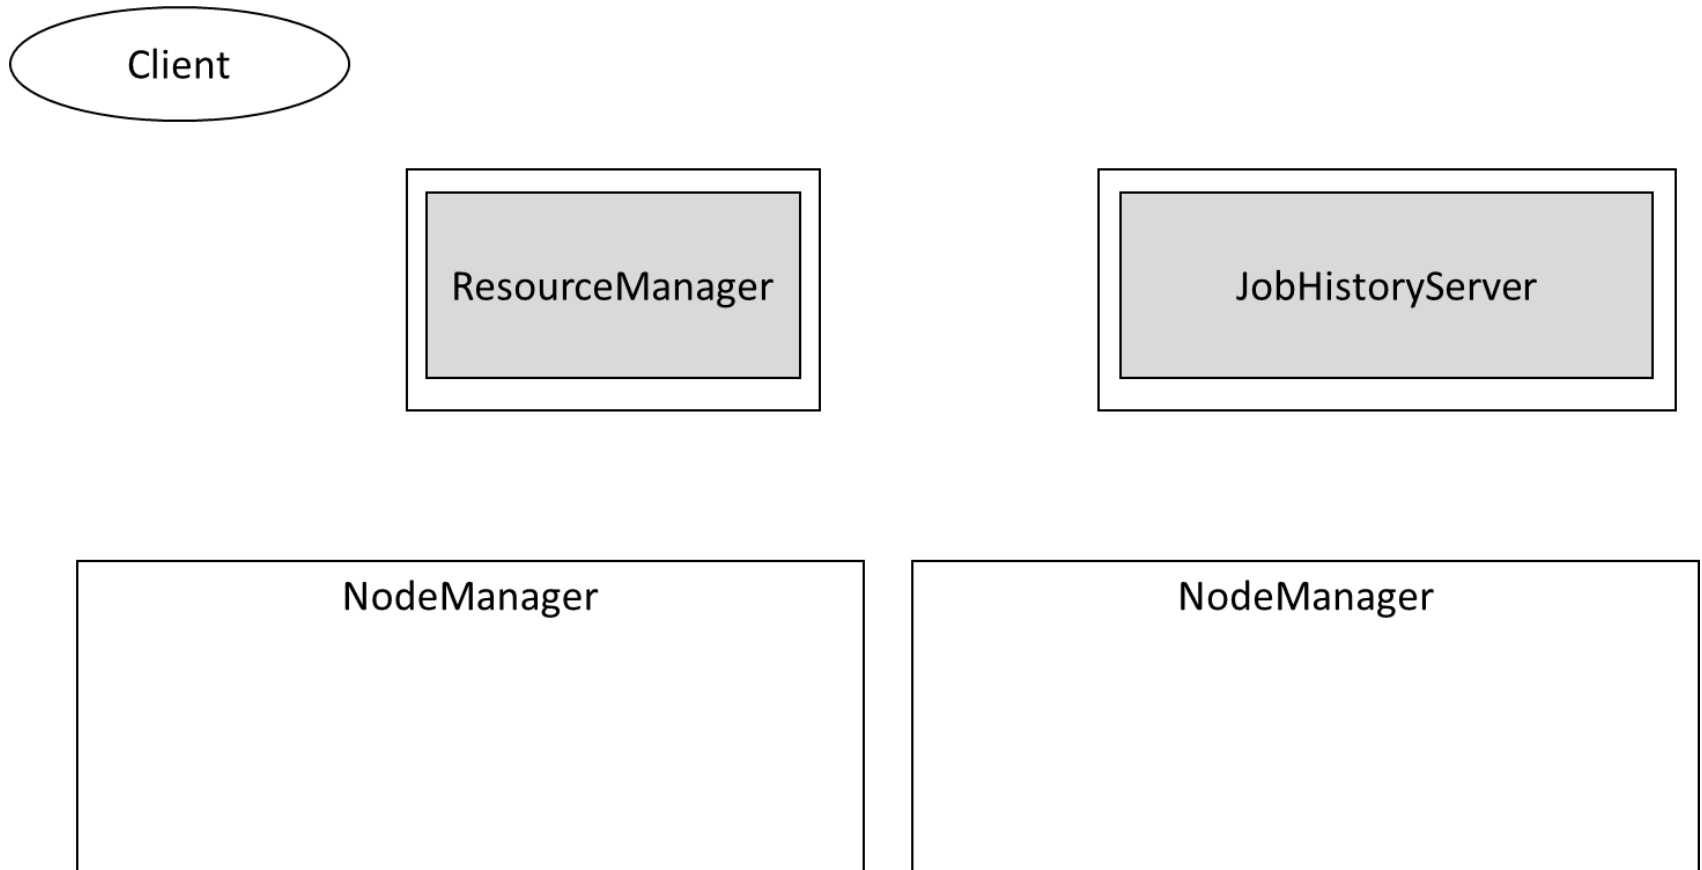 Client
ResourceManager
JobHistoryServer
NodeManager
NodeManager